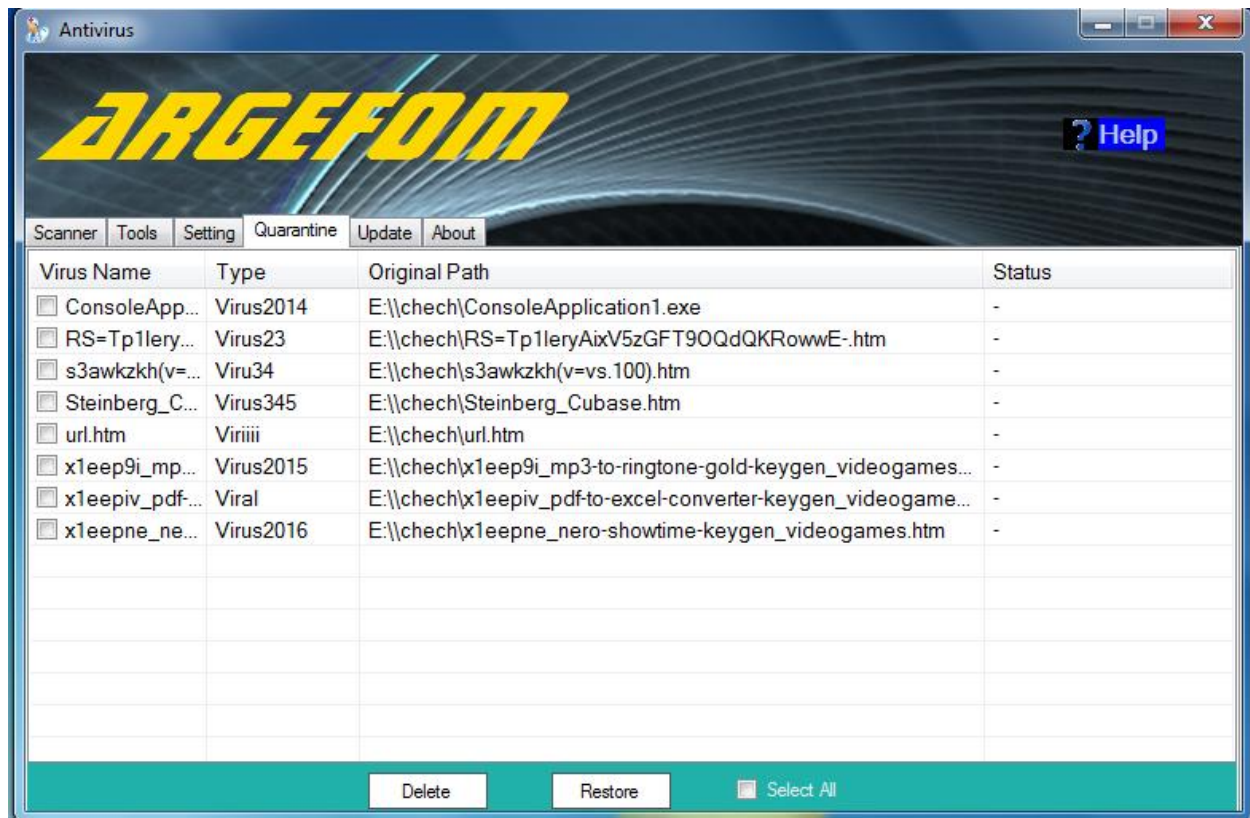 Antivirus
ARGEFOM
? Help
Scanner Tools Setting Quarantine Update About
Virus Name Type Original Path Status
ConsoleApp... Virus2014 E:\\chech\ConsoleApplication1.exe -
RS=Tp1lery... Virus23 E:\\chech\RS=Tp1leryAixV5zGFT9OQdQKRowwE-.htm -
s3awkzkh(v=... Viru34 E:\\chech\s3awkzkh(v=vs.100).htm -
Steinberg_C... Virus345 E:\\chech\Steinberg_Cubase.htm -
url.htm Viriiii E:\\chech\url.htm -
x1eep9i_mp... Virus2015 E:\\chech\x1eep9i_mp3-to-ringtone-gold-keygen_videogames... -
x1eepiv_pdf-... Viral E:\\chech\x1eepiv_pdf-to-excel-converter-keygen_videogame... -
x1eepne_ne... Virus2016 E:\\chech\x1eepne_nero-showtime-keygen_videogames.htm -
Delete Restore Select All